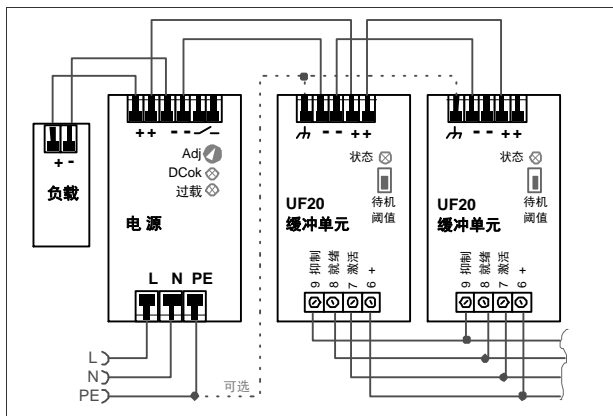 + -
负载
++ --
Adj
DCok
过载
电 源
L N PE
-- ++
状态
UF20
缓冲单元
待机
阈值
9 抑制
8 就绪
7 激活
6 +
-- ++
状态
UF20
缓冲单元
待机
阈值
9 抑制
8 就绪
7 激活
6 +
L
N
PE
可选